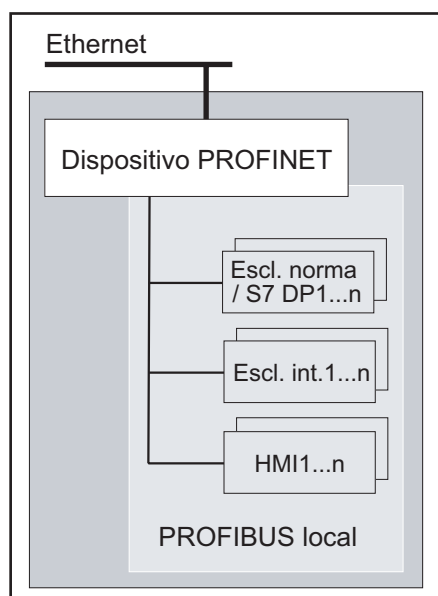 Ethernet
Dispositivo PROFINET
Escl. norma
/ S7 DP1...n
Escl. int.1...n
HMI1...n
PROFIBUS local